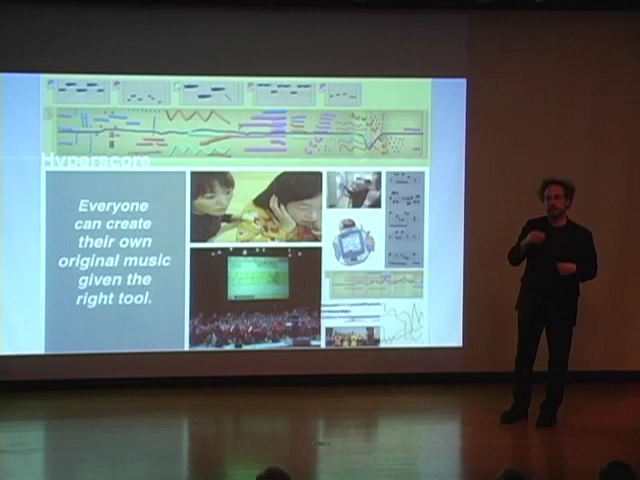 Hyperscore
Everyone
can create
their own
original music
given the
right tool.